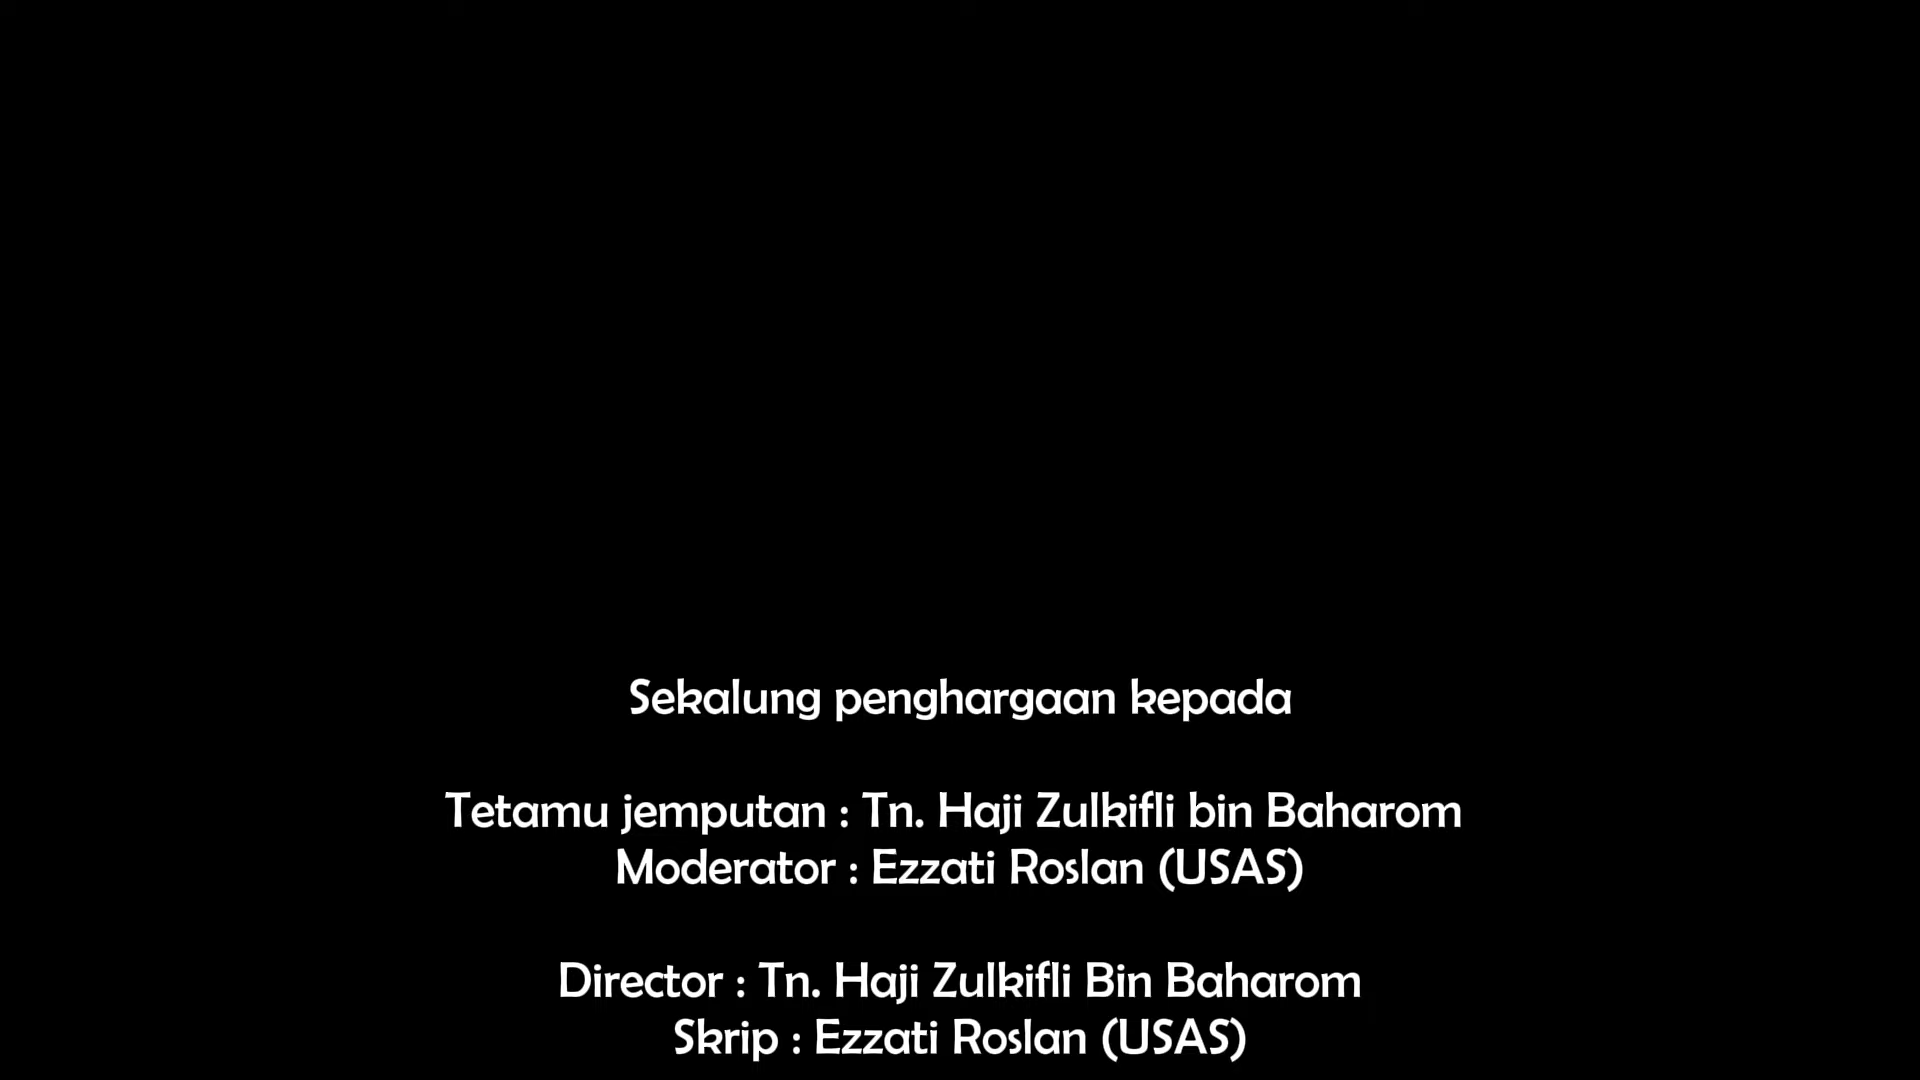 Sekalung penghargaan kepada
Tetamu jemputan : Tn. Haji Zulkifli bin Baharom
Moderator : Ezzati Roslan (USAS)
Director : Tn. Haji Zulkifli Bin Baharom
Skrip : Ezzati Roslan (USAS)